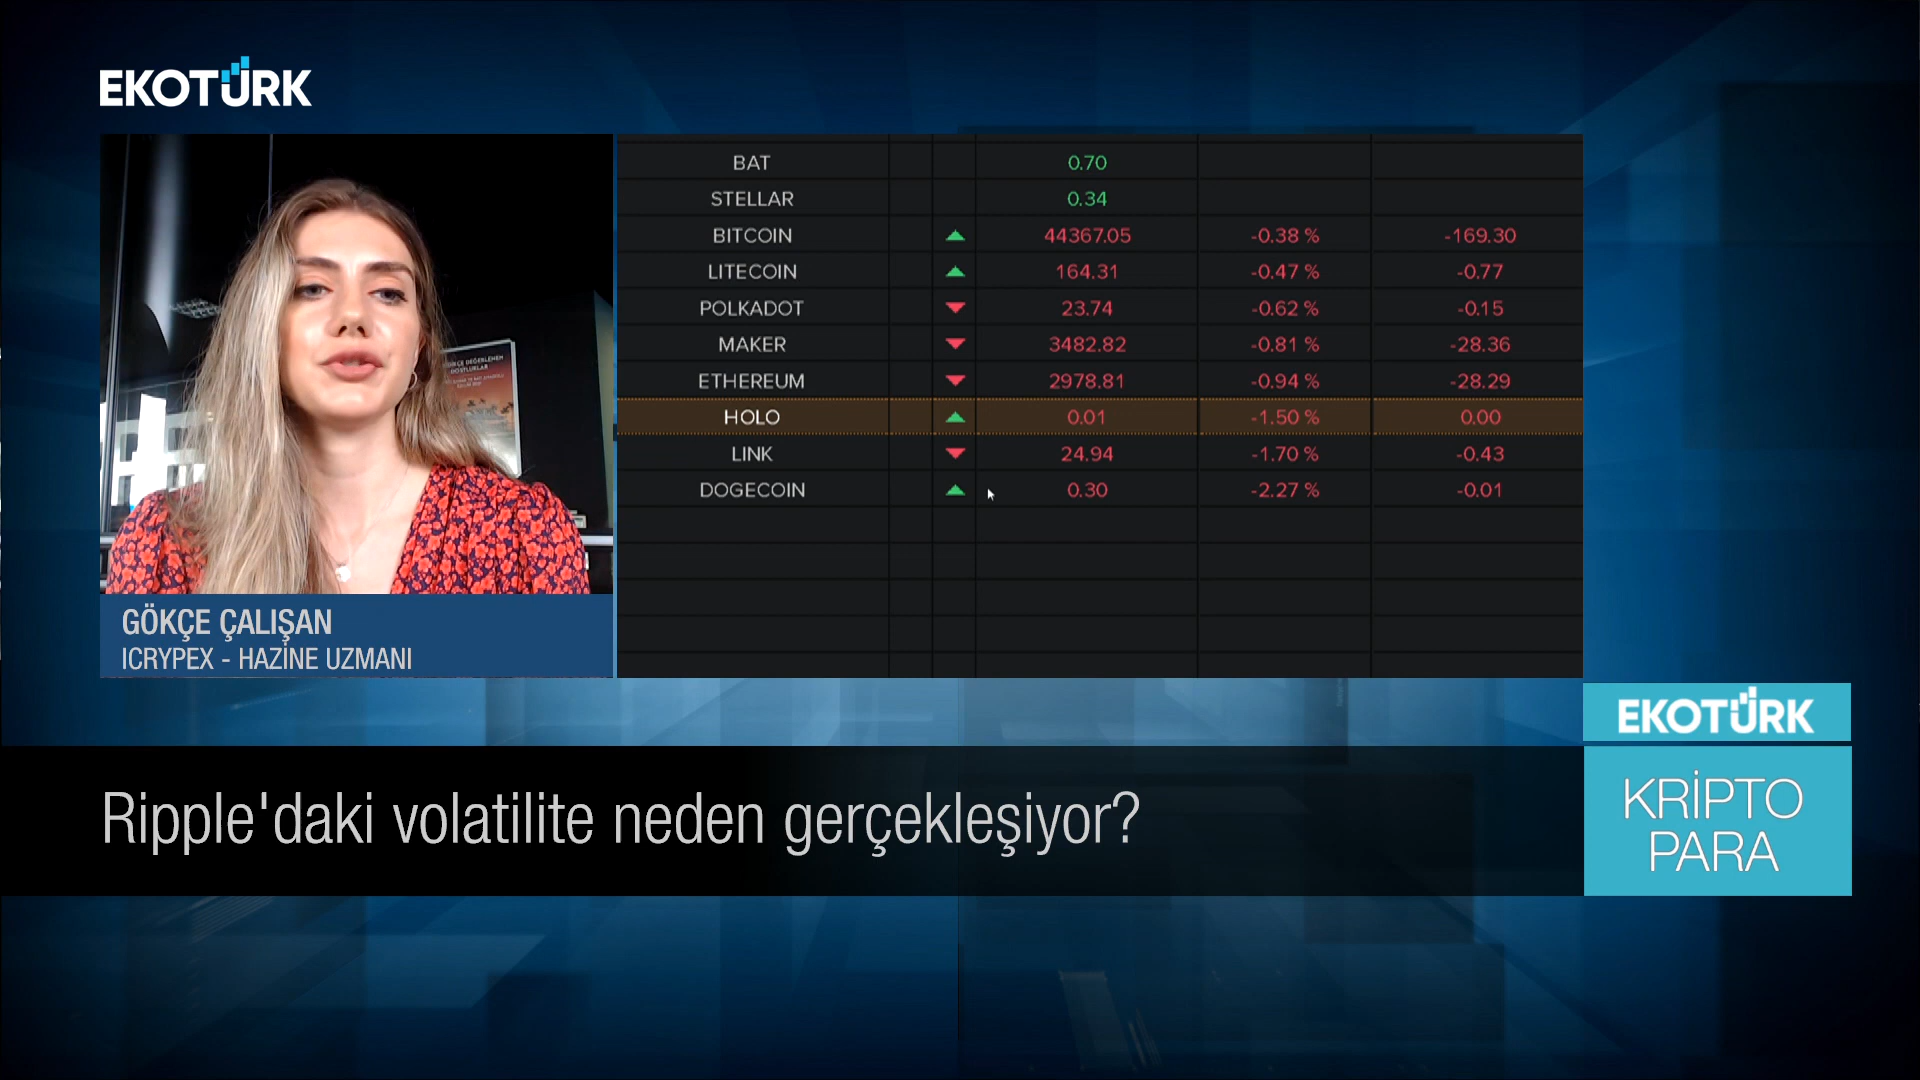 EKOTÜRK
BAT 0.70
STELLAR 0.34
BITCOIN 44367.05 -0.38 % -169.30
LITECOIN 164.31 -0.47 % -0.77
POLKADOT 23.74 -0.62 % -0.15
MAKER 3482.82 -0.81 % -28.36
ETHEREUM 2978.81 -0.94 % -28.29
HOLO 0.01 -1.50 % 0.00
LINK 24.94 -1.70 % -0.43
DOGECOIN 0.30 -2.27 % -0.01
DEĞERLENEN
DOSTLUKLAR
GÖKÇE ÇALIŞAN
ICRYPEX - HAZİNE UZMANI
EKOTÜRK
Ripple'daki volatilite neden gerçekleşiyor?
KRİPTO
PARA